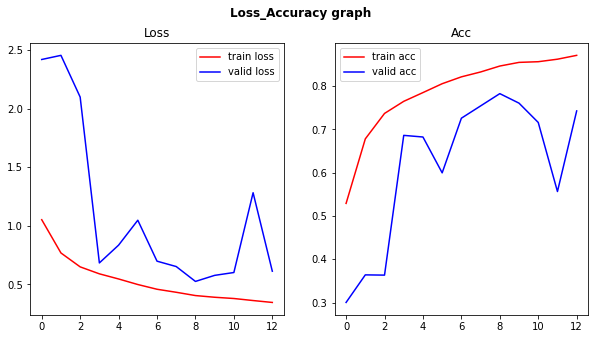 Loss_Accuracy graph
Loss
train loss
valid loss
2.5
2.0
1.5
1.0
0.5
0 2 4 6 8 10 12
Acc
train acc
valid acc
0.8
0.7
0.6
0.5
0.4
0.3
0 2 4 6 8 10 12